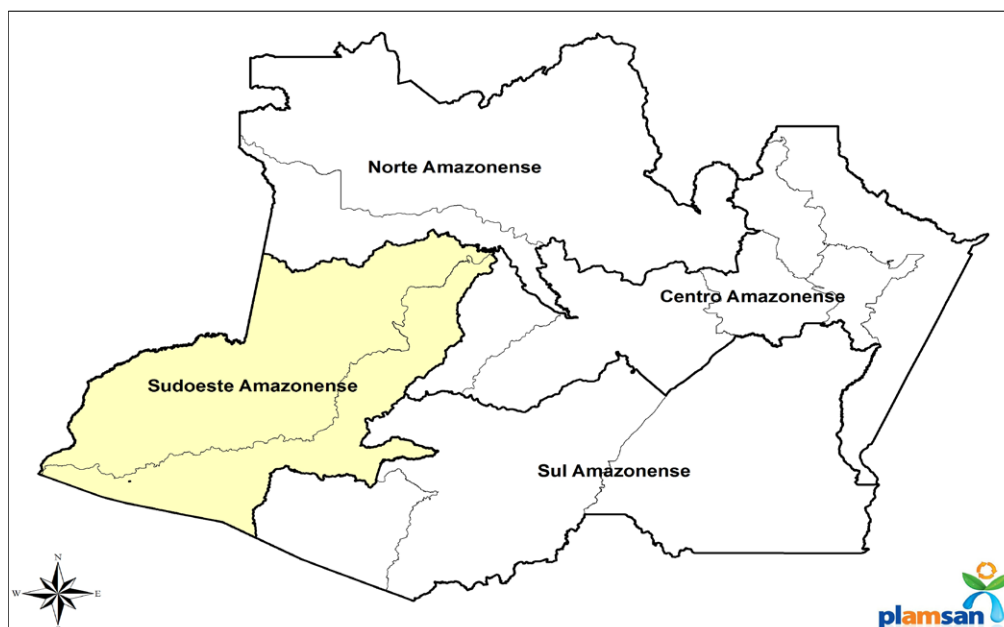 Norte Amazonense
Centro Amazonense
Sudoeste Amazonense
Sul Amazonense
N
W
E
S
plamsan